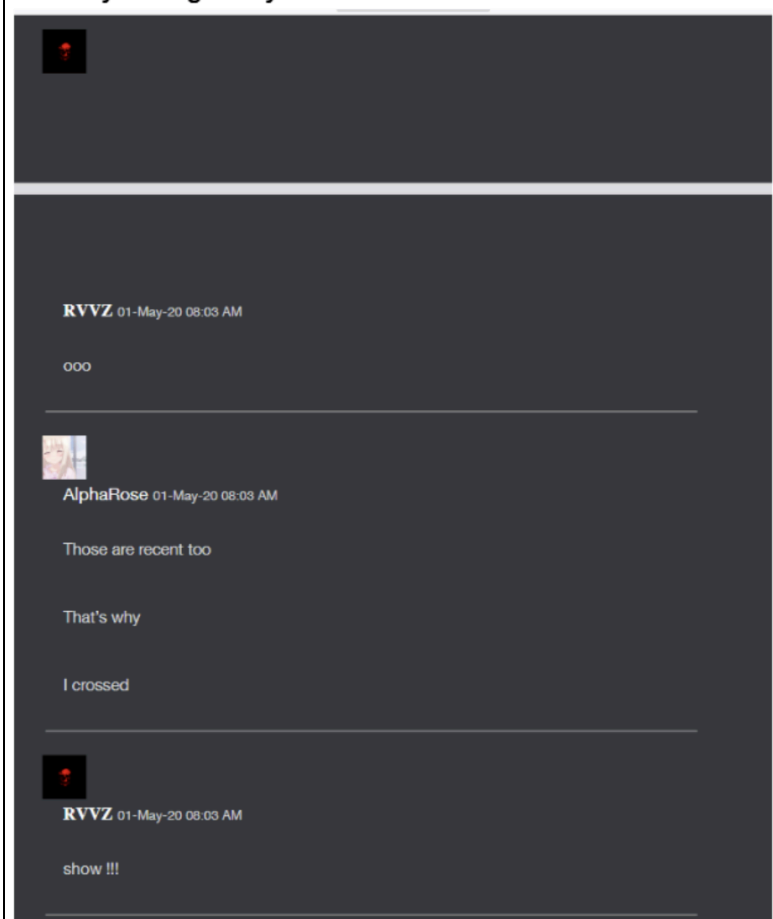 RVVZ 01-May-20 08:03 AM
ooo
AlphaRose 01-May-20 08:03 AM
Those are recent too
That's why
I crossed
RVVZ 01-May-20 08:03 AM
show !!!